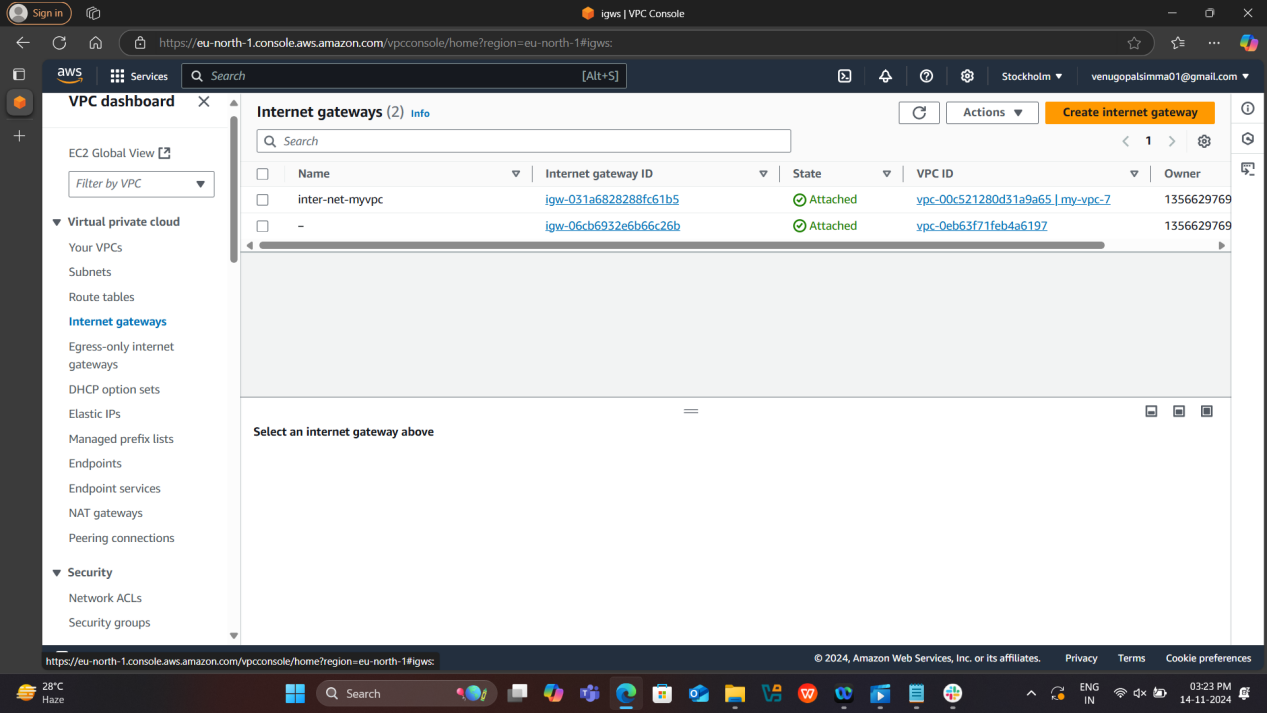 Sign in
igws | VPC Console
https://eu-north-1.console.aws.amazon.com/vpcconsole/home?region=eu-north-1#igws:
aws
Services
Search
[Alt+S]
Stockholm
venugopalsimma01@gmail.com
VPC dashboard
EC2 Global View
Filter by VPC
Virtual private cloud
Your VPCs
Subnets
Route tables
Internet gateways
Egress-only internet
gateways
DHCP option sets
Elastic IPs
Managed prefix lists
Endpoints
Endpoint services
NAT gateways
Peering connections
Security
Network ACLs
Security groups
Internet gateways (2) Info
Actions
Create internet gateway
Search
1
Name Internet gateway ID State VPC ID Owner
inter-net-myvpc igw-031a6828288fc61b5 Attached vpc-00c521280d31a9a65 | my-vpc-7 1356629769
– igw-06cb6932e6b66c26b Attached vpc-0eb63f71feb4a6197 1356629769
Select an internet gateway above
https://eu-north-1.console.aws.amazon.com/vpcconsole/home?region=eu-north-1#igws:
© 2024, Amazon Web Services, Inc. or its affiliates. Privacy Terms Cookie preferences
28°C
Haze
Search
ENG
IN
03:23 PM
14-11-2024